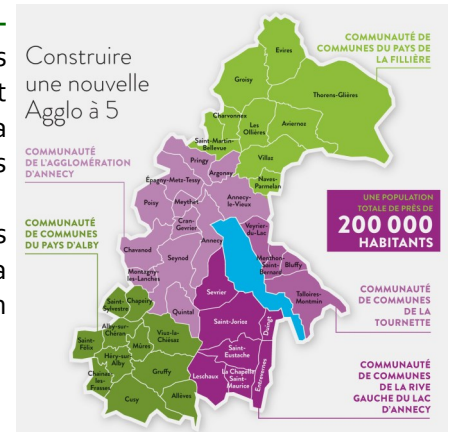 s
t
a
s
s
a
n
Construire
une nouvelle
Agglo à 5
COMMUNAUTÉ DE
COMMUNES DU PAYS DE
LA FILLIÈRE
Evires
Groisy
Thorens-Glières
Charvonnex
Les
Ollières
Aviernoz
Saint-Martin-
Bellevue
Villaz
Naves-
Parmelan
COMMUNAUTÉ
DE L'AGGLOMÉRATION
D'ANNECY
Pringy
Argonay
Épagny-Metz-Tessy
Annecy-
le-Vieux
Poisy
Meythet
Cran-
Gevrier
Annecy
Chavanod
Seynod
Montagny-
les-Lanches
Quintal
UNE POPULATION
TOTALE DE PRÈS DE
200 000
HABITANTS
Veyrier-
du-Lac
Menthon-
Saint-
Bernard
Bluffy
Talloires-
Montmin
COMMUNAUTÉ
DE COMMUNES
DE LA
TOURNETTE
COMMUNAUTÉ
DE COMMUNES
DU PAYS D'ALBY
Saint-
Sylvestre
Chapeiry
Alby-sur-
Chéran
Saint-
Félix
Mûres
Viuz-la-
Chiésaz
Héry-sur-
Alby
Chainaz-
les-
Frasses
Gruffy
Cusy
Allèves
Sevrier
Saint-Jorioz
Duingt
Saint-
Eustache
Leschaux
La Chapelle
Saint-
Maurice
Entrevernes
COMMUNAUTÉ
DE COMMUNES
DE LA RIVE
GAUCHE DU LAC
D'ANNECY